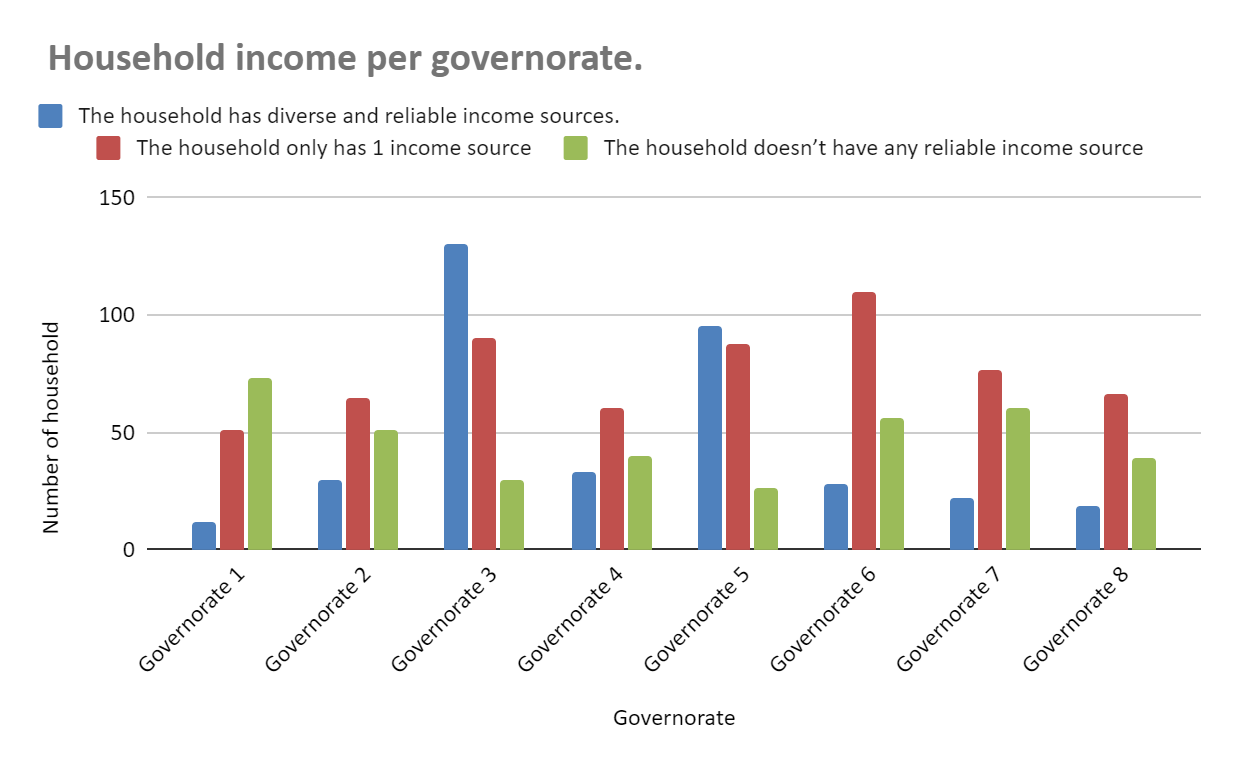 Household income per governorate.
The household has diverse and reliable income sources.
The household only has 1 income source
The household doesn’t have any reliable income source
150
100
50
0
Number of household
Governorate 1
Governorate 2
Governorate 3
Governorate 4
Governorate 5
Governorate 6
Governorate 7
Governorate 8
Governorate